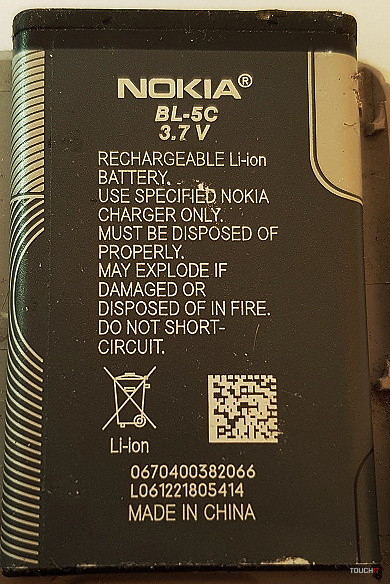 NOKIA®
BL-5C
3.7 V
RECHARGEABLE Li-ion
BATTERY.
USE SPECIFIED NOKIA
CHARGER ONLY.
MUST BE DISPOSED OF
PROPERLY.
MAY EXPLODE IF
DAMAGED OR
DISPOSED OF IN FIRE.
DO NOT SHORT-
CIRCUIT.
Li-ion
0670400382066
L061221805414
MADE IN CHINA
TOUCHIT